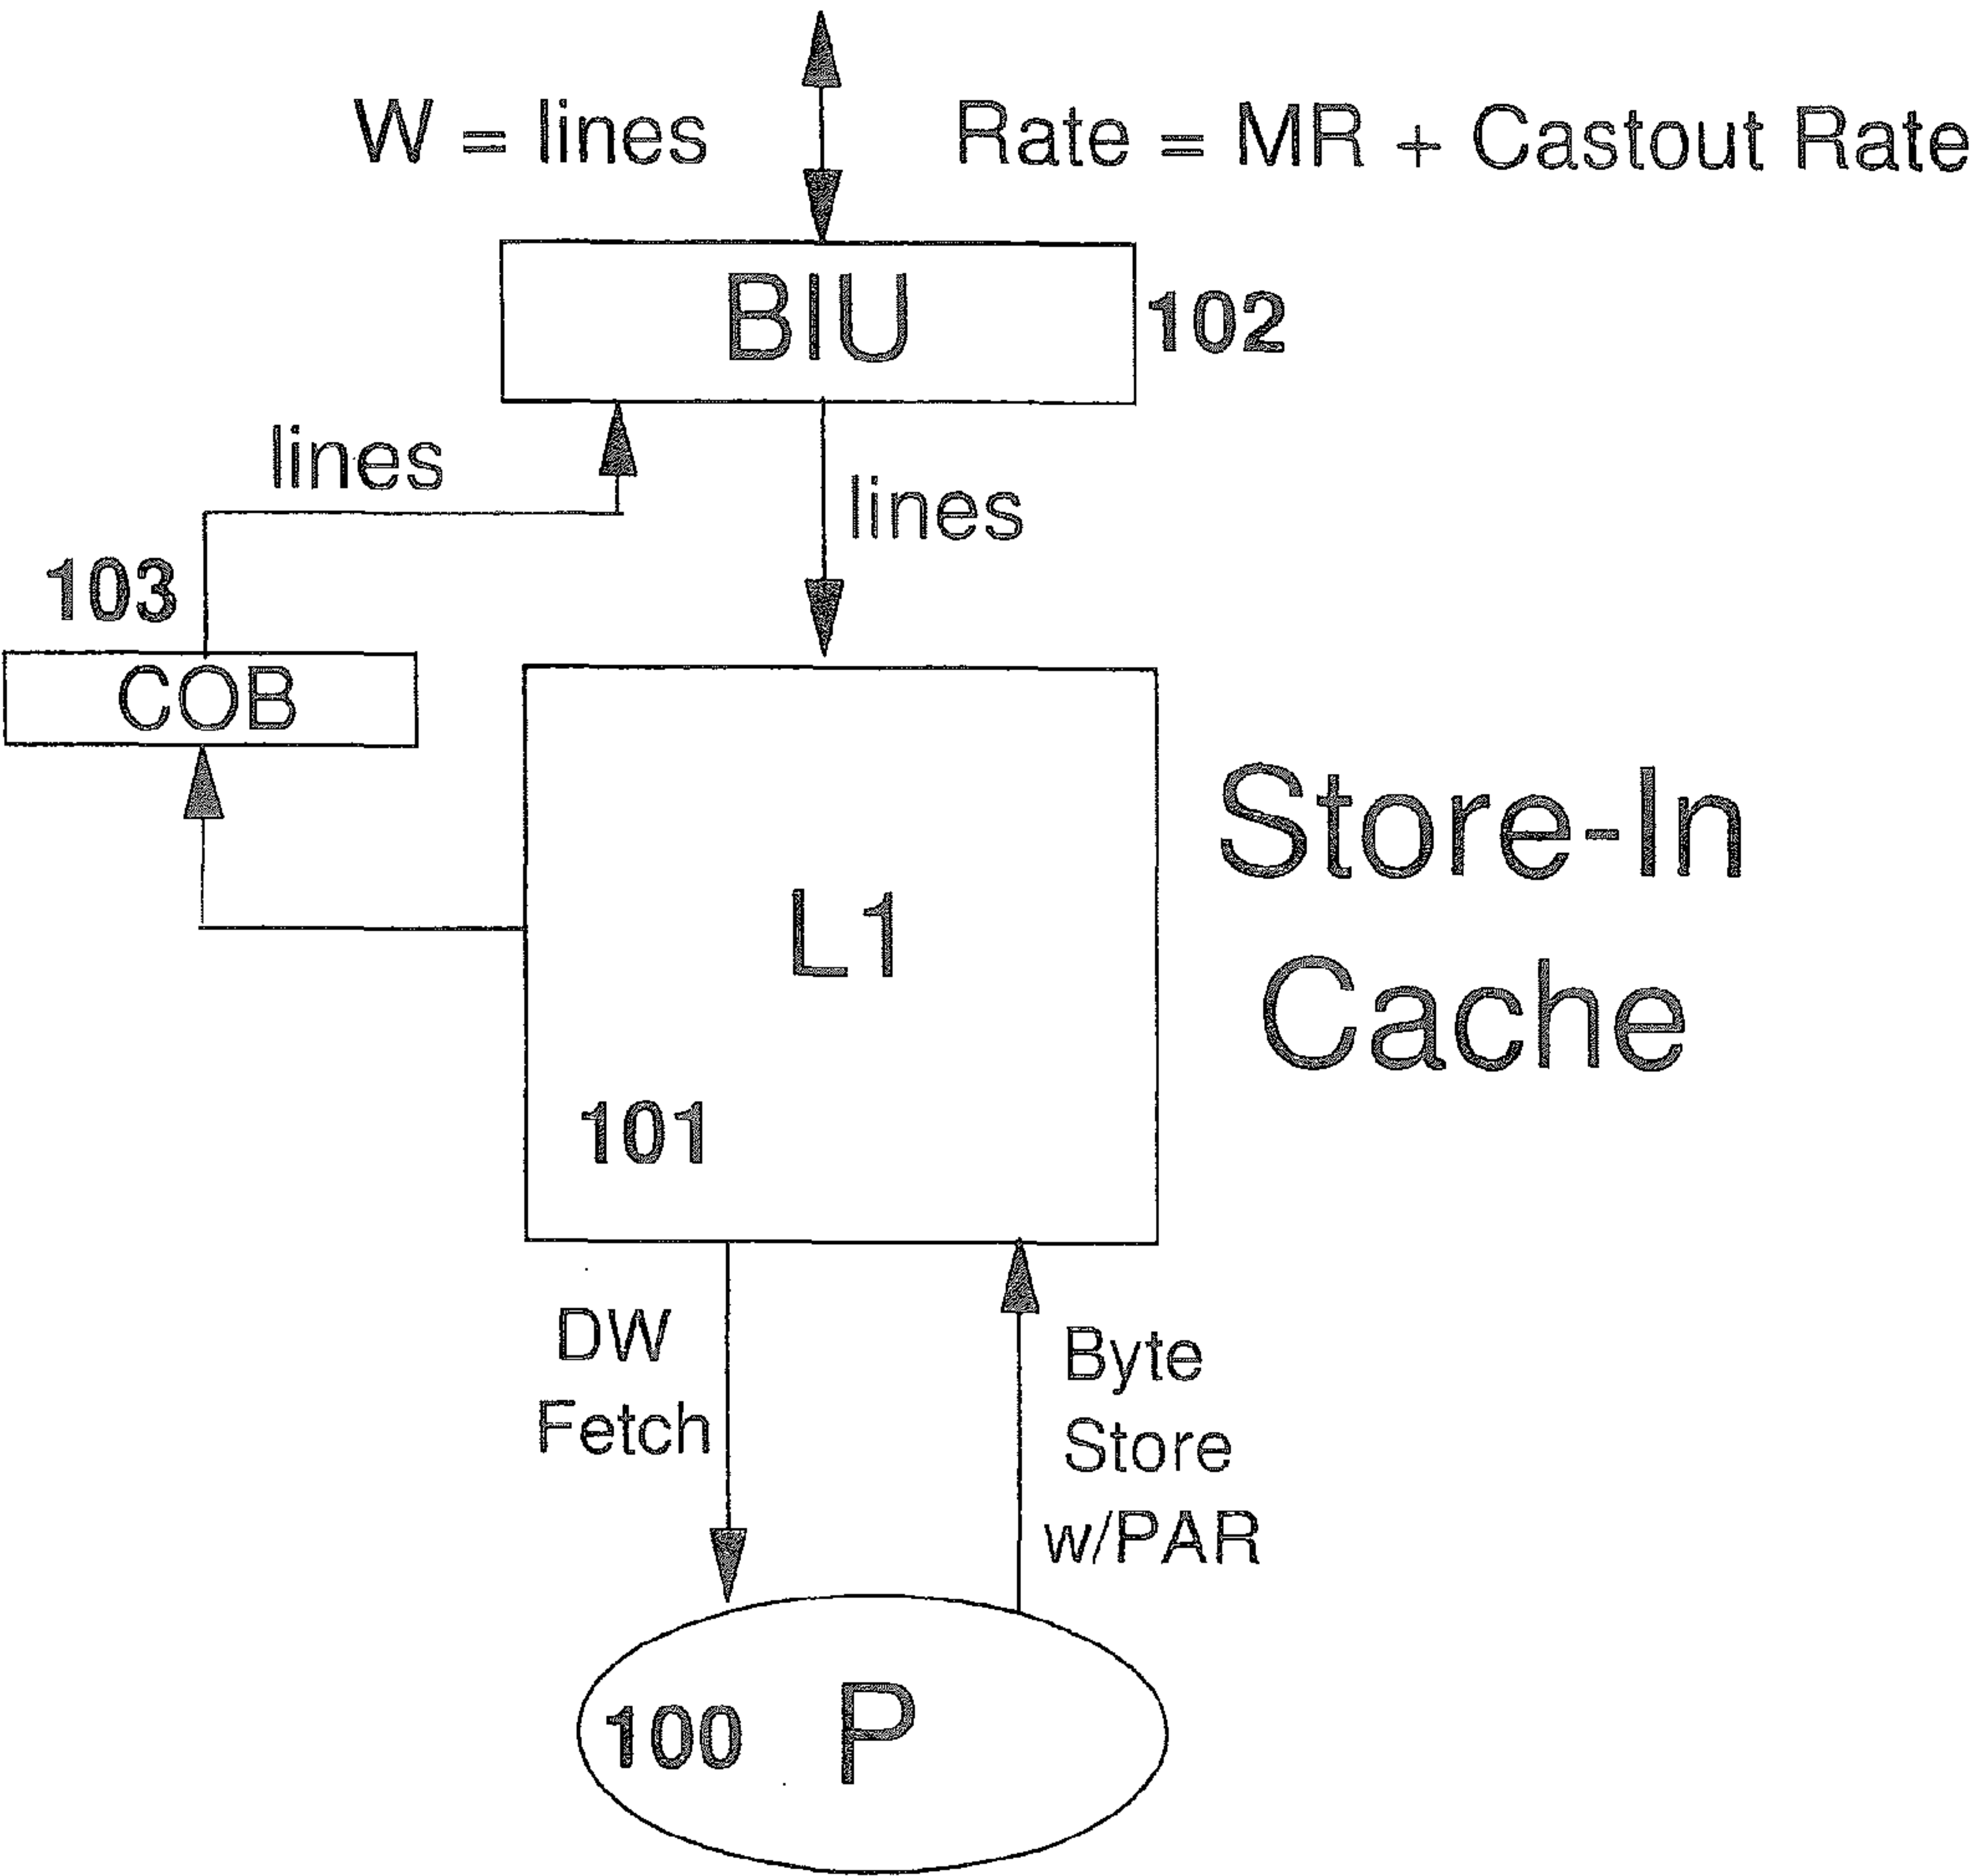 W = lines
Rate = MR + Castout Rate
BIU
102
lines
lines
103
COB
Store-In
Cache
L1
101
DW
Fetch
Byte
Store
w/PAR
100
P